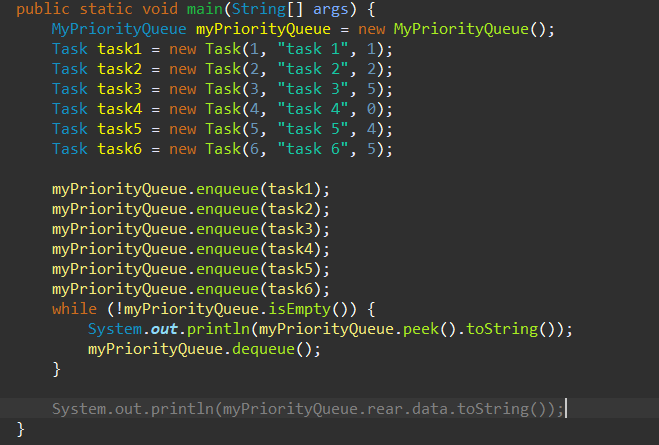 public static void main(String[] args) {
    MyPriorityQueue myPriorityQueue = new MyPriorityQueue();
    Task task1 = new Task(1, "task 1", 1);
    Task task2 = new Task(2, "task 2", 2);
    Task task3 = new Task(3, "task 3", 5);
    Task task4 = new Task(4, "task 4", 0);
    Task task5 = new Task(5, "task 5", 4);
    Task task6 = new Task(6, "task 6", 5);

    myPriorityQueue.enqueue(task1);
    myPriorityQueue.enqueue(task2);
    myPriorityQueue.enqueue(task3);
    myPriorityQueue.enqueue(task4);
    myPriorityQueue.enqueue(task5);
    myPriorityQueue.enqueue(task6);
    while (!myPriorityQueue.isEmpty()) {
        System.out.println(myPriorityQueue.peek().toString());
        myPriorityQueue.dequeue();
    }

    System.out.println(myPriorityQueue.rear.data.toString());
}